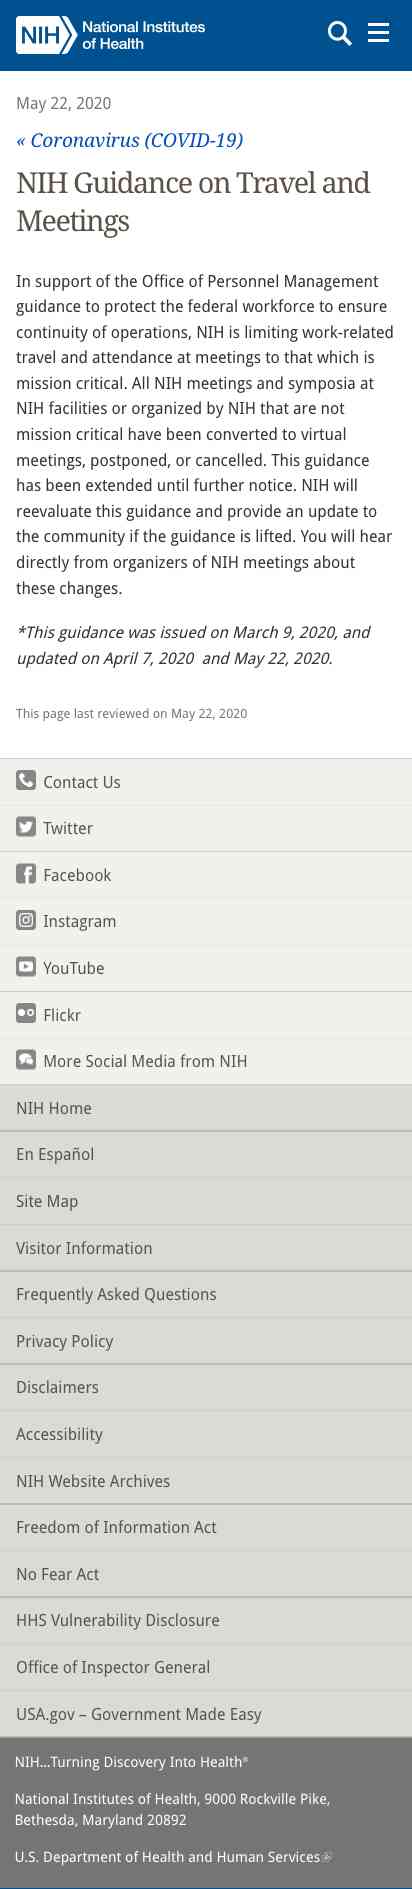 NIH National Institutes
of Health
May 22, 2020
« Coronavirus (COVID-19)
NIH Guidance on Travel and
Meetings
In support of the Office of Personnel Management
guidance to protect the federal workforce to ensure
continuity of operations, NIH is limiting work-related
travel and attendance at meetings to that which is
mission critical. All NIH meetings and symposia at
NIH facilities or organized by NIH that are not
mission critical have been converted to virtual
meetings, postponed, or cancelled. This guidance
has been extended until further notice. NIH will
reevaluate this guidance and provide an update to
the community if the guidance is lifted. You will hear
directly from organizers of NIH meetings about
these changes.
*This guidance was issued on March 9, 2020, and
updated on April 7, 2020  and May 22, 2020.
This page last reviewed on May 22, 2020
Contact Us
Twitter
Facebook
Instagram
YouTube
Flickr
More Social Media from NIH
NIH Home
En Español
Site Map
Visitor Information
Frequently Asked Questions
Privacy Policy
Disclaimers
Accessibility
NIH Website Archives
Freedom of Information Act
No Fear Act
HHS Vulnerability Disclosure
Office of Inspector General
USA.gov – Government Made Easy
NIH…Turning Discovery Into Health®
National Institutes of Health, 9000 Rockville Pike,
Bethesda, Maryland 20892
U.S. Department of Health and Human Services